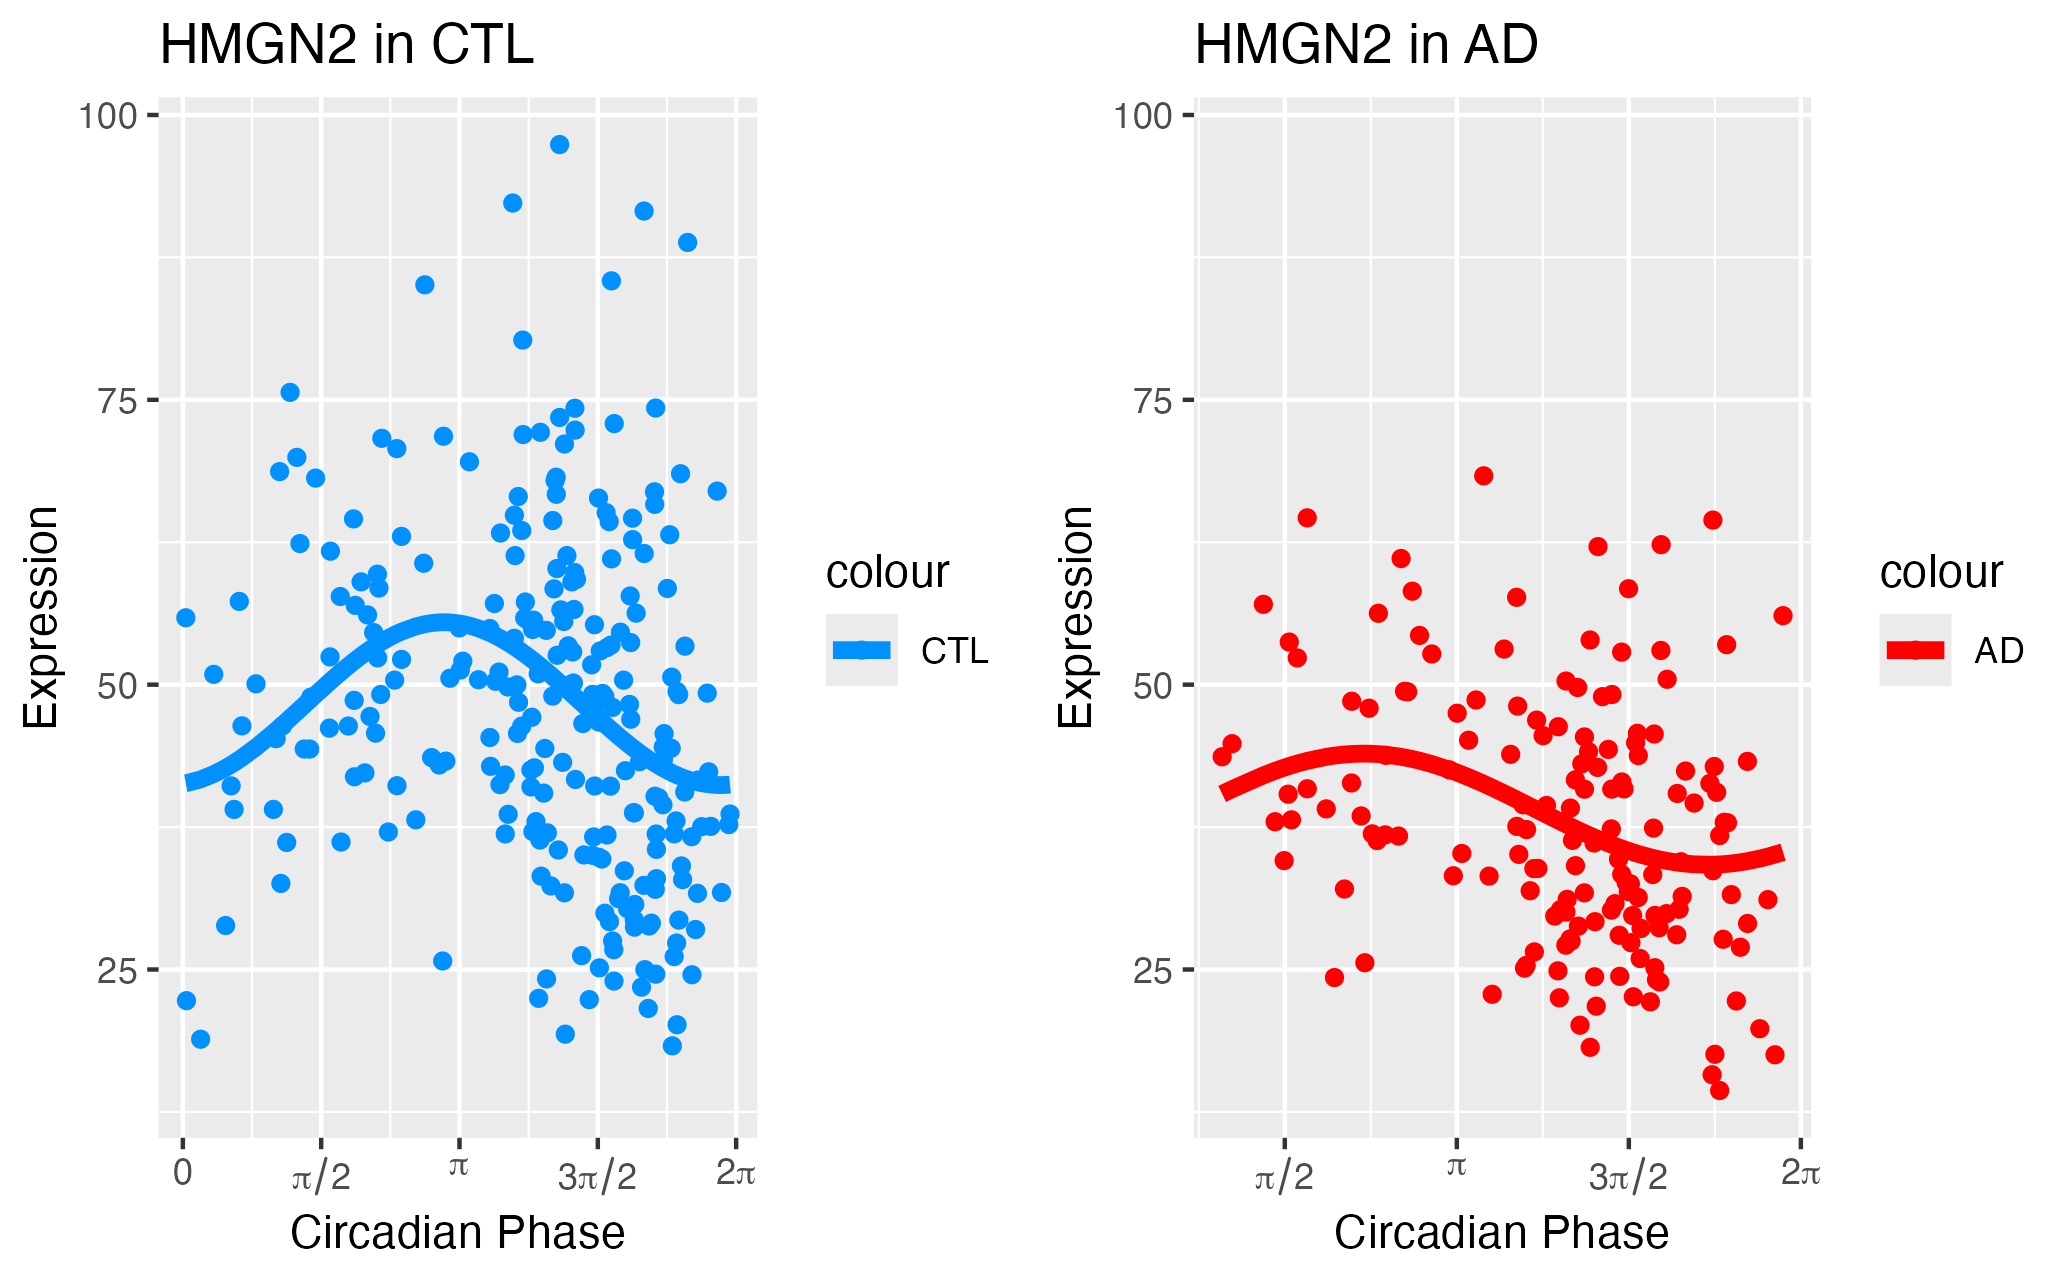 HMGN2 in CTL
100
75
50
25
Expression
0
π/2
π
3π/2
2π
Circadian Phase
colour
CTL
HMGN2 in AD
100
75
50
25
Expression
π/2
π
3π/2
2π
Circadian Phase
colour
AD